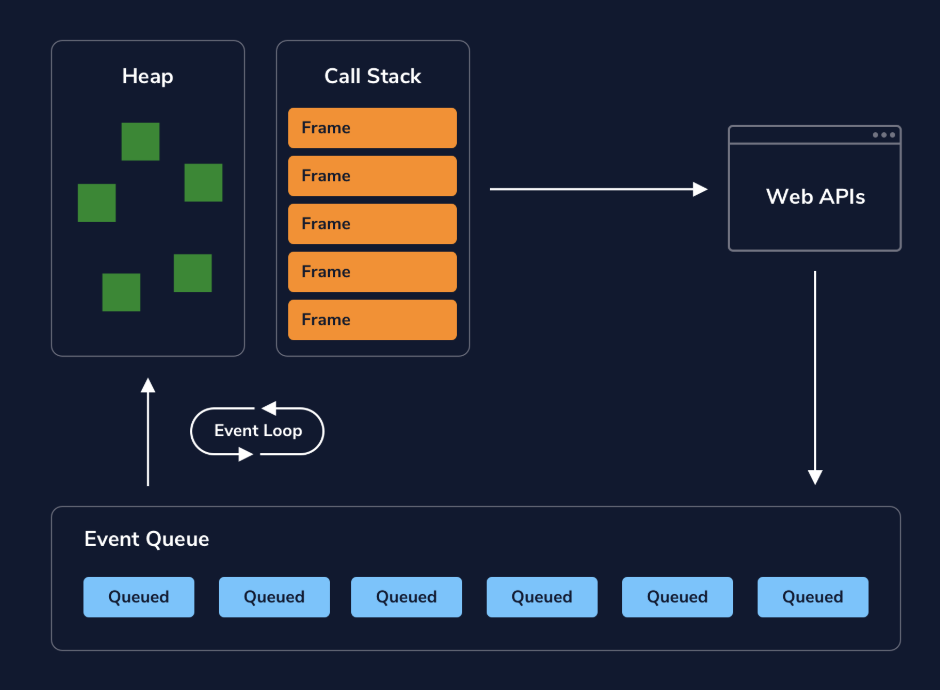 Heap
Call Stack
Frame
Frame
Frame
Frame
Frame
Web APIs
Event Loop
Event Queue
Queued
Queued
Queued
Queued
Queued
Queued